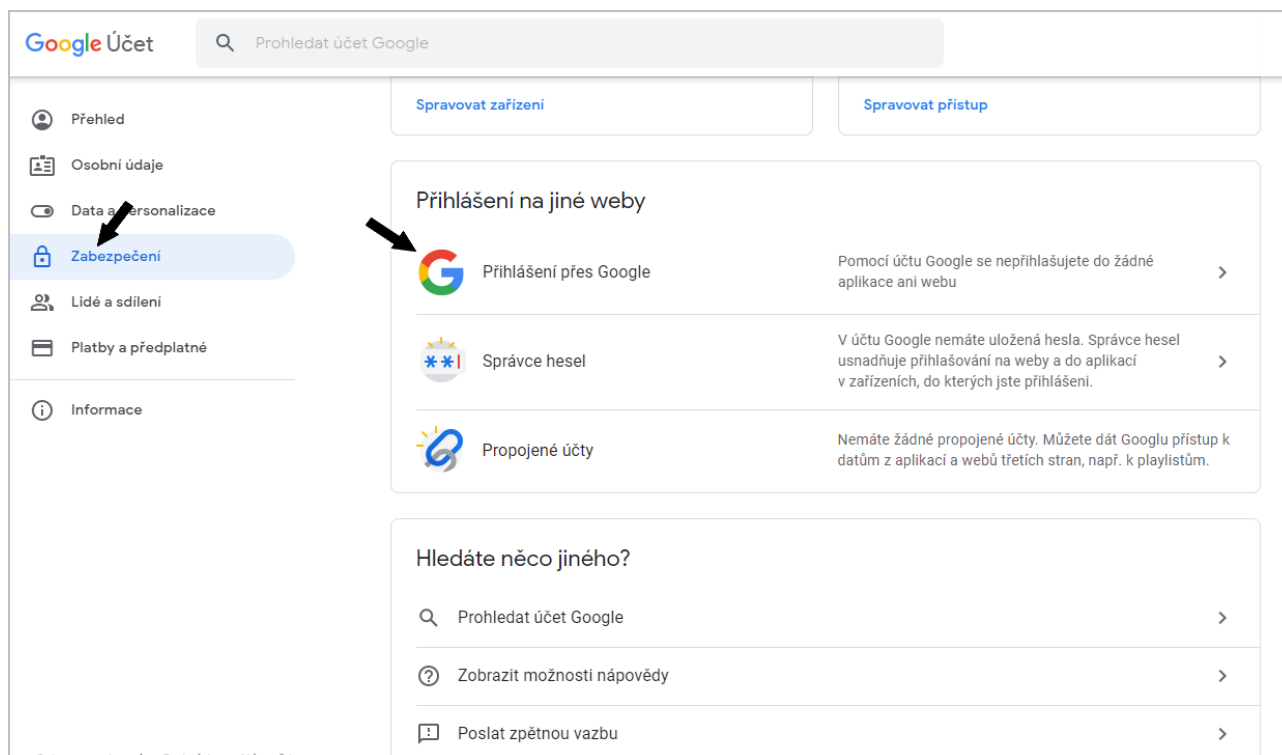 Google Účet
Prohledat účet Google
Přehled
Osobní údaje
Data a personalizace
Zabezpečení
Lidé a sdílení
Platby a předplatné
Informace
Spravovat zařízení
Spravovat přístup
Přihlášení na jiné weby
Přihlášení přes Google
Pomocí účtu Google se nepřihlašujete do žádné
aplikace ani webu
Správce hesel
V účtu Google nemáte uložená hesla. Správce hesel
usnadňuje přihlašování na weby a do aplikací
v zařízeních, do kterých jste přihlášeni.
Propojené účty
Nemáte žádné propojené účty. Můžete dát Googlu přístup k
datům z aplikací a webů třetích stran, např. k playlistům.
Hledáte něco jiného?
Prohledat účet Google
Zobrazit možnosti nápovědy
Poslat zpětnou vazbu